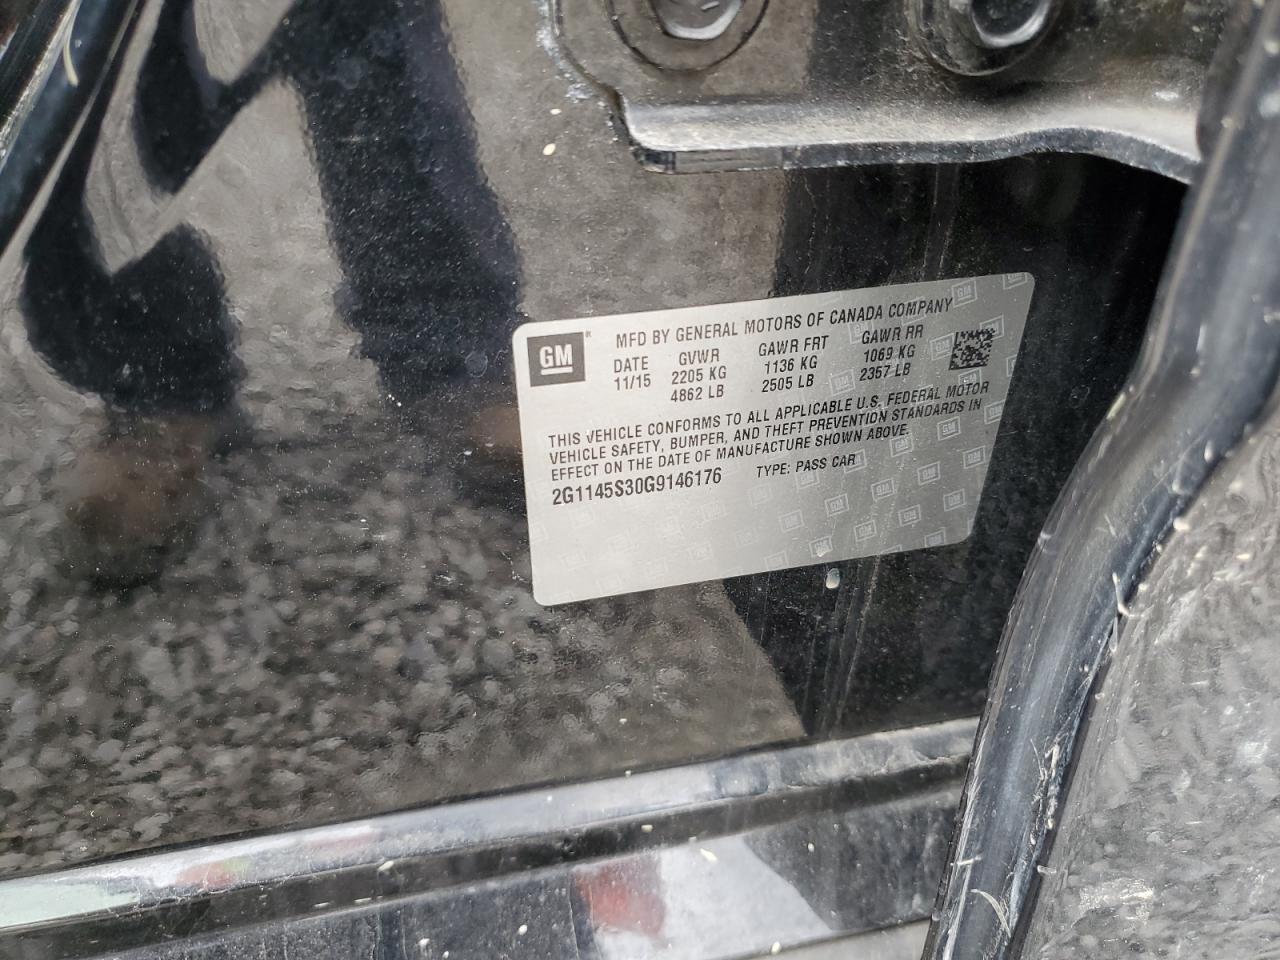 GM
MFD BY GENERAL MOTORS OF CANADA COMPANY
DATE GVWR GAWR FRT GAWR RR
11/15 2205 KG 1136 KG 1069 KG
4862 LB 2505 LB 2357 LB
THIS VEHICLE CONFORMS TO ALL APPLICABLE U.S. FEDERAL MOTOR
VEHICLE SAFETY, BUMPER, AND THEFT PREVENTION STANDARDS IN
EFFECT ON THE DATE OF MANUFACTURE SHOWN ABOVE.
2G1145S30G9146176 TYPE: PASS CAR